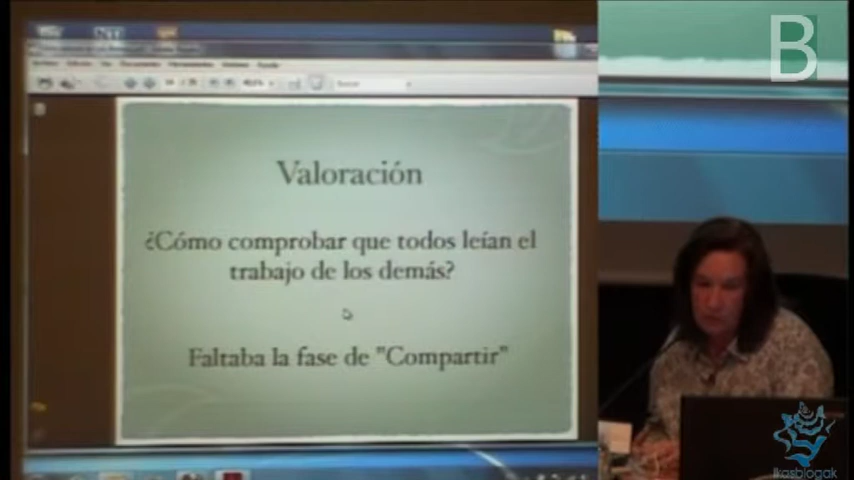 B
Valoración
¿Cómo comprobar que todos leían el
trabajo de los demás?
Faltaba la fase de "Compartir"
Ikasblogak